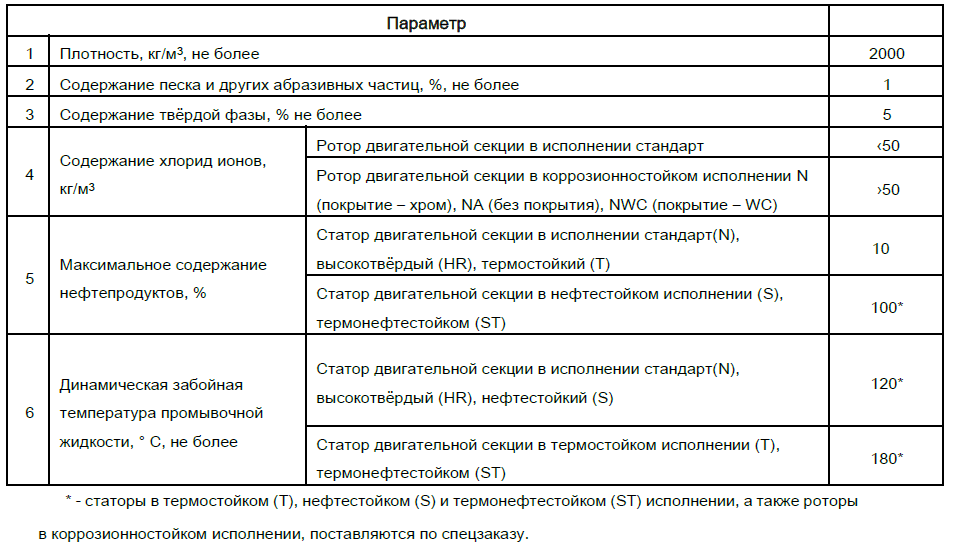 Параметр
1 Плотность, кг/м³, не более 2000
2 Содержание песка и других абразивных частиц, %, не более 1
3 Содержание твёрдой фазы, % не более 5
4 Содержание хлорид ионов,
кг/м³
Ротор двигательной секции в исполнении стандарт ‹50
Ротор двигательной секции в коррозионностойком исполнении N
(покрытие – хром), NA (без покрытия), NWC (покрытие – WC)
›50
5 Максимальное содержание
нефтепродуктов, %
Статор двигательной секции в исполнении стандарт(N),
высокотвёрдый (HR), термостойкий (T)
10
Статор двигательной секции в нефтестойком исполнении (S),
термонефтестойком (ST)
100*
6 Динамическая забойная
температура промывочной
жидкости, ° С, не более
Статор двигательной секции в исполнении стандарт(N),
высокотвёрдый (HR), нефтестойкий (S)
120*
Статор двигательной секции в термостойком исполнении (T),
термонефтестойком (ST)
180*
* - статоры в термостойком (T), нефтестойком (S) и термонефтестойком (ST) исполнении, а также роторы
в коррозионностойком исполнении, поставляются по спецзаказу.